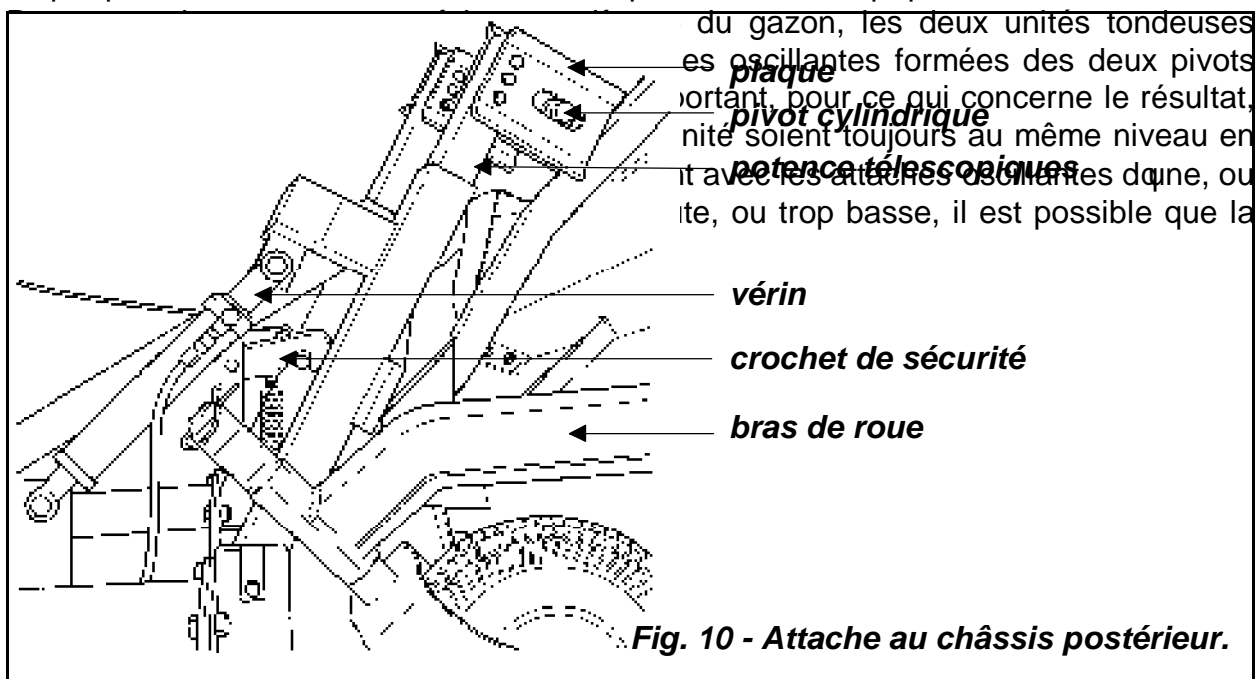 du gazon, les deux unités tondeuses
es oscillantes formées des deux pivots
plaque
portant, pour ce qui concerne le résultat,
pivot cylindrique
nité soient toujours au même niveau en
potence télescopiques
nt avec les attaches oscillantes dqune, ou
te, ou trop basse, il est possible que la
vérin
crochet de sécurité
bras de roue
Fig. 10 - Attache au châssis postérieur.